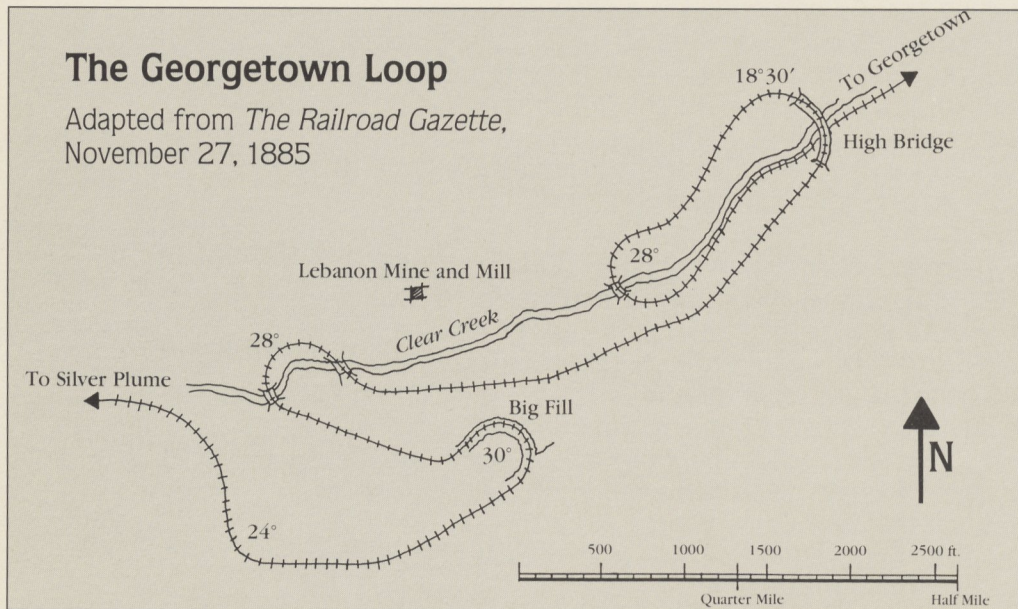 The Georgetown Loop
Adapted from The Railroad Gazette,
November 27, 1885
To Georgetown
18°30′
High Bridge
28°
Lebanon Mine and Mill
Clear Creek
28°
To Silver Plume
Big Fill
30°
24°
N
500 1000 1500 2000 2500 ft.
Quarter Mile Half Mile